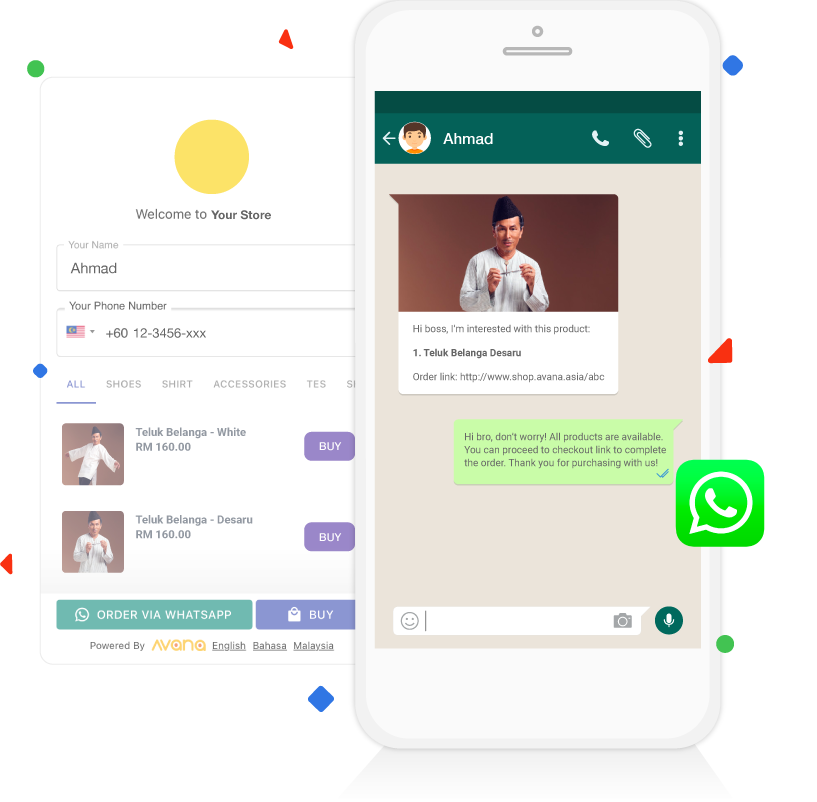 Welcome to Your Store
Your Name
Ahmad
Your Phone Number
+60 12-3456-xxx
ALL SHOES SHIRT ACCESSORIES TES
Teluk Belanga - White
RM 160.00
BUY
Teluk Belanga - Desaru
RM 160.00
BUY
ORDER VIA WHATSAPP
BUY
Powered By AVANA English Bahasa Malaysia
Ahmad
Hi boss, I'm interested with this product:
1. Teluk Belanga Desaru
Order link: http://www.shop.avana.asia/abc
Hi bro, don't worry! All products are available.
You can proceed to checkout link to complete
the order. Thank you for purchasing with us!